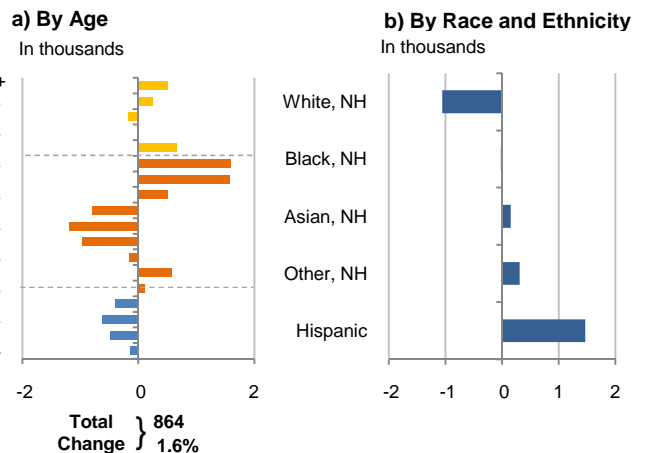 a) By Age
In thousands
+
-2
0
2
Total Change } 864
1.6%
b) By Race and Ethnicity
In thousands
White, NH
Black, NH
Asian, NH
Other, NH
Hispanic
-2
-1
0
1
2